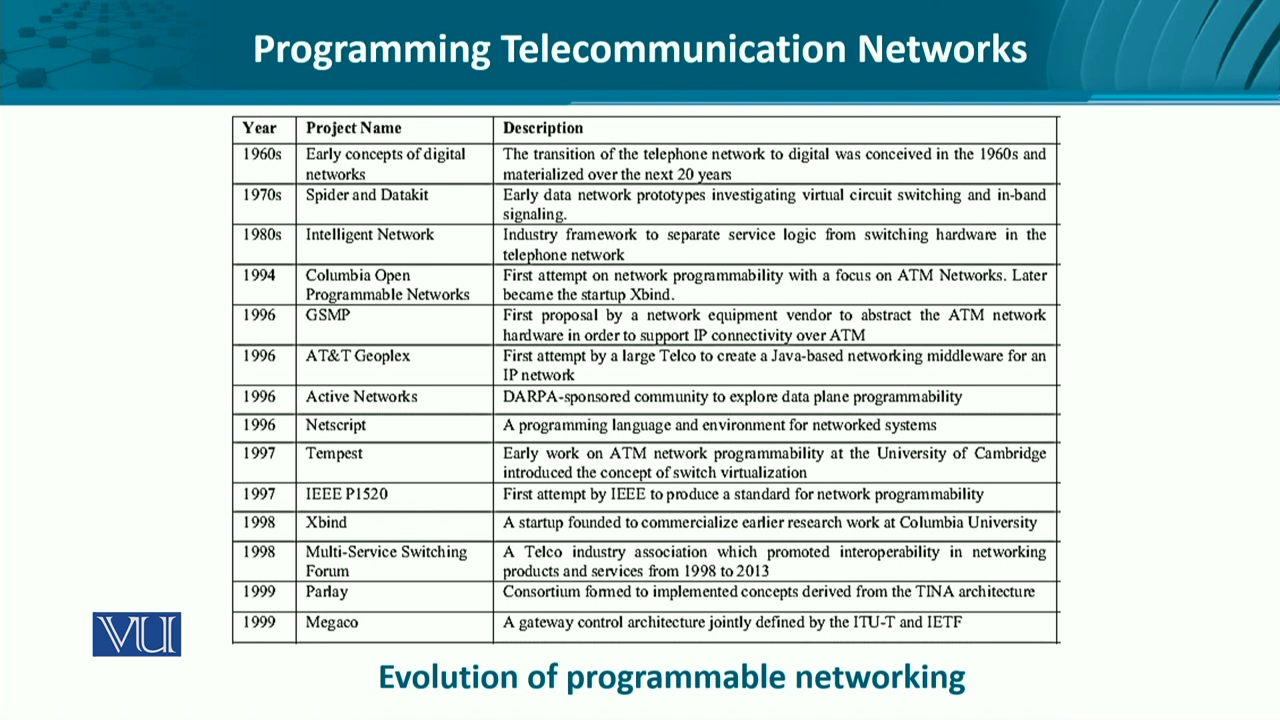 Programming Telecommunication Networks
Year Project Name Description
1960s Early concepts of digital The transition of the telephone network to digital was conceived in the 1960s and
networks materialized over the next 20 years
1970s Spider and Datakit Early data network prototypes investigating virtual circuit switching and in-band
signaling.
1980s Intelligent Network Industry framework to separate service logic from switching hardware in the
telephone network
1994 Columbia Open First attempt on network programmability with a focus on ATM Networks. Later
Programmable Networks became the startup Xbind.
1996 GSMP First proposal by a network equipment vendor to abstract the ATM network
hardware in order to support IP connectivity over ATM
1996 AT&T Geoplex First attempt by a large Telco to create a Java-based networking middleware for an
IP network
1996 Active Networks DARPA-sponsored community to explore data plane programmability
1996 Netscript A programming language and environment for networked systems
1997 Tempest Early work on ATM network programmability at the University of Cambridge
introduced the concept of switch virtualization
1997 IEEE P1520 First attempt by IEEE to produce a standard for network programmability
1998 Xbind A startup founded to commercialize earlier research work at Columbia University
1998 Multi-Service Switching A Telco industry association which promoted interoperability in networking
Forum products and services from 1998 to 2013
1999 Parlay Consortium formed to implemented concepts derived from the TINA architecture
1999 Megaco A gateway control architecture jointly defined by the ITU-T and IETF
VU
Evolution of programmable networking